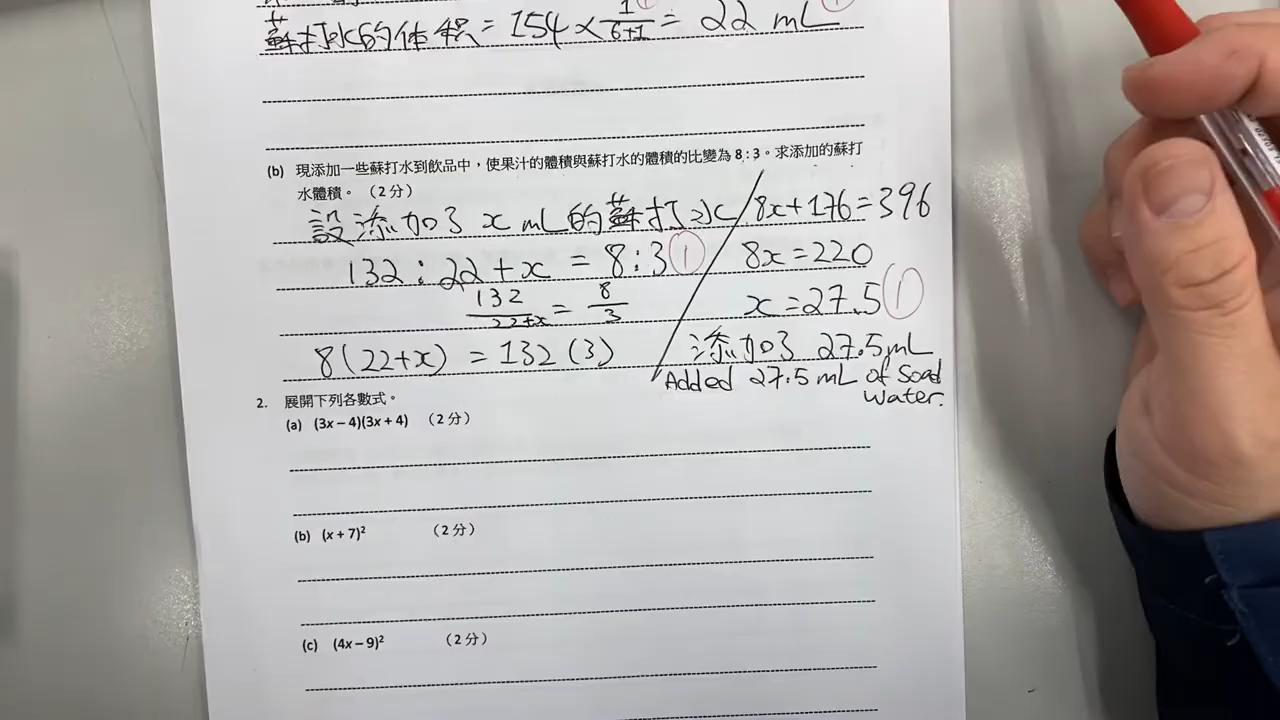 蘇打水的体积 = 154 × 1/(6+1) = 22 mL ①
(b) 現添加一些蘇打水到飲品中，使果汁的體積與蘇打水的體積的比變為 8 : 3。求添加的蘇打
水體積。（2 分）
設添加了 x mL 的蘇打水
132 : 22 + x = 8 : 3 ①
132/(22+x) = 8/3
8(22+x) = 132(3)
8x + 176 = 396
8x = 220
x = 27.5 ①
添加了 27.5 mL
Added 27.5 mL of Soad
Water.
2. 展開下列各數式。
(a) (3x – 4)(3x + 4) （2 分）
(b) (x + 7)² （2 分）
(c) (4x – 9)² （2 分）